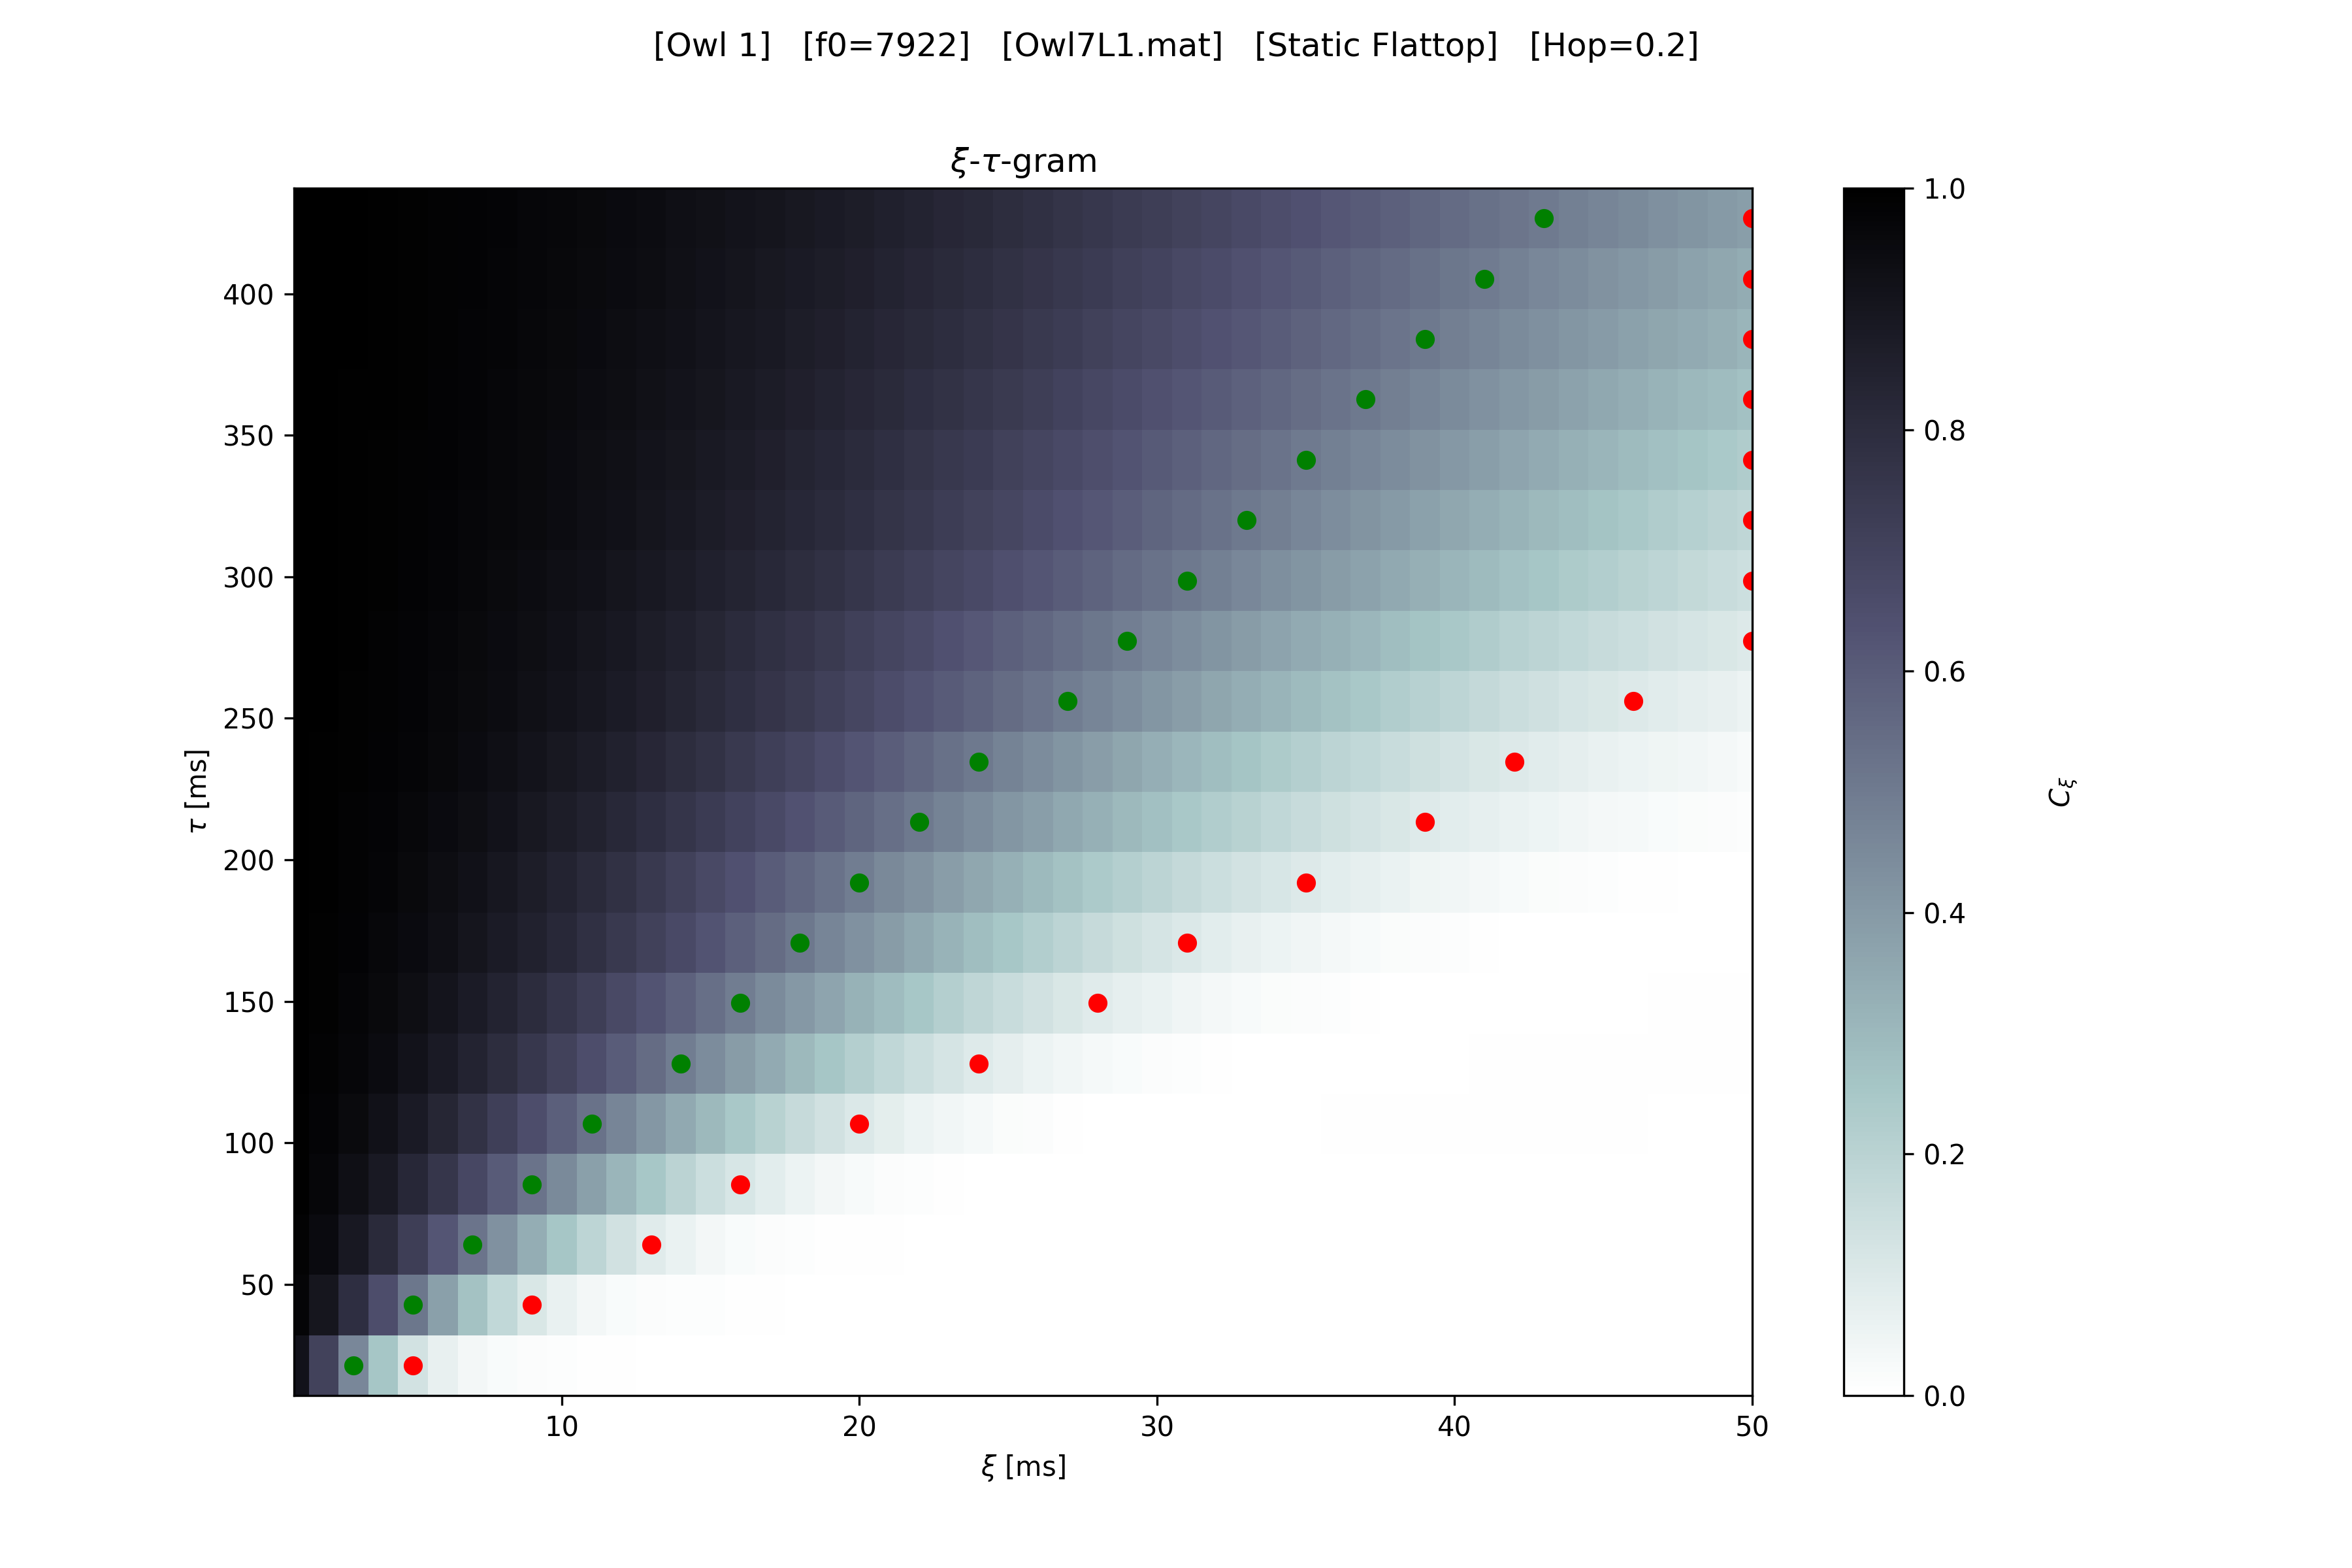 [Owl 1] [f0=7922] [Owl7L1.mat] [Static Flattop] [Hop=0.2]
ξ-τ-gram
400
350
300
250
200
150
100
50
τ [ms]
10 20 30 40 50
ξ [ms]
1.0
0.8
0.6
0.4
0.2
0.0
C_ξ